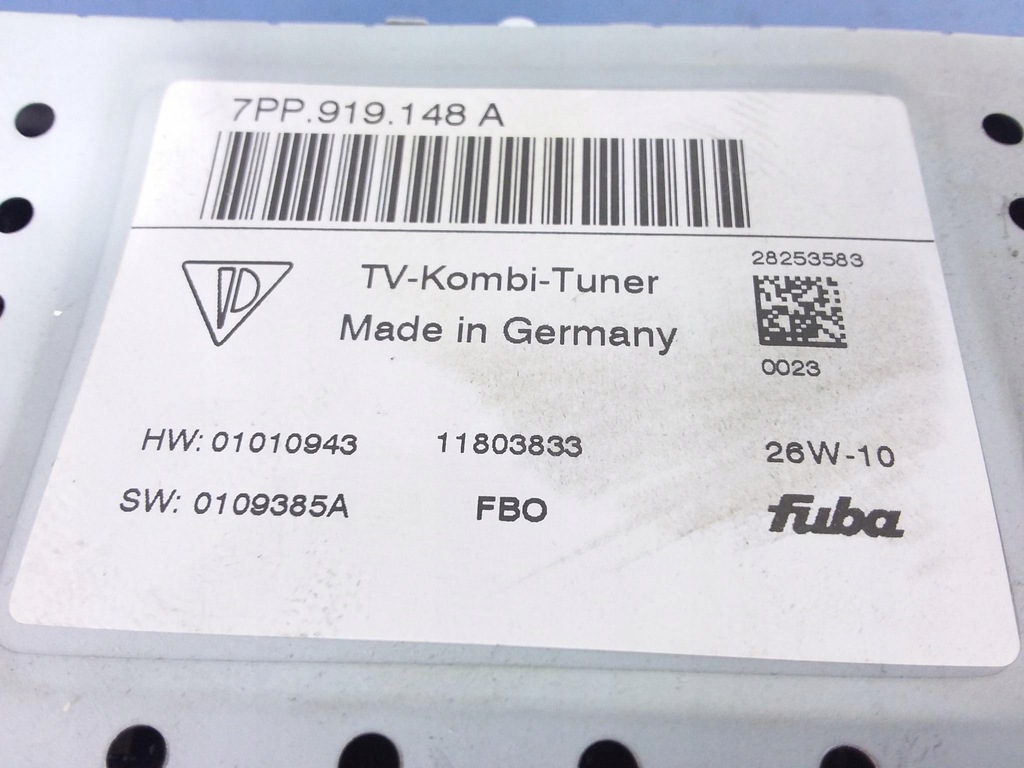 7PP.919.148 A
28253583
TV-Kombi-Tuner
Made in Germany
0023
HW: 01010943 11803833 26W-10
SW: 0109385A FBO fuba